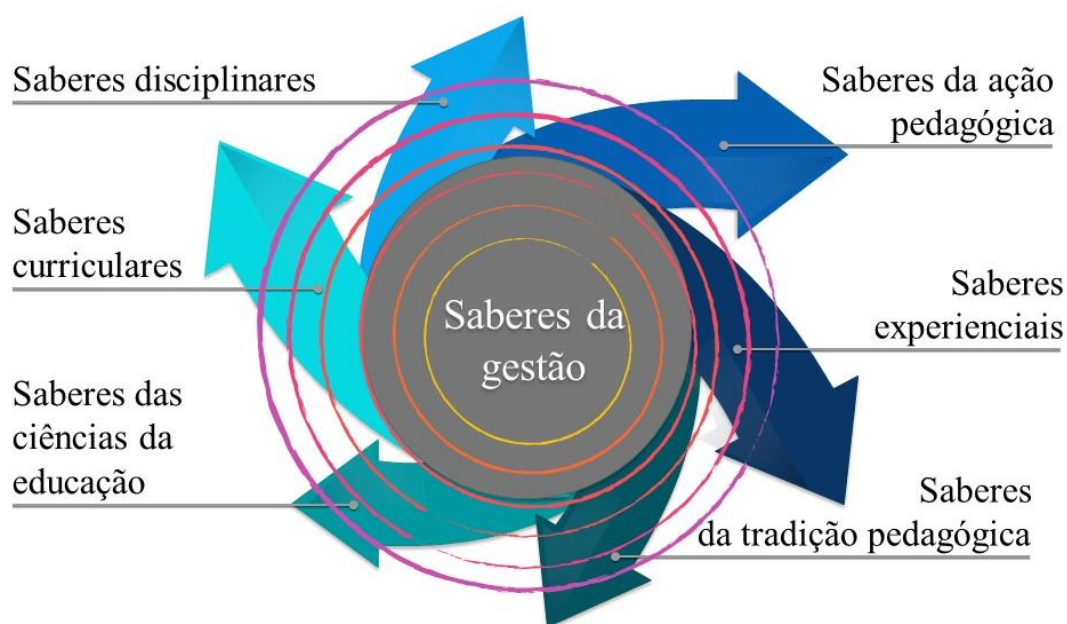 Saberes disciplinares
Saberes da ação
pedagógica
Saberes
curriculares
Saberes da
gestão
Saberes
experienciais
Saberes das
ciências da
educação
Saberes
da tradição pedagógica